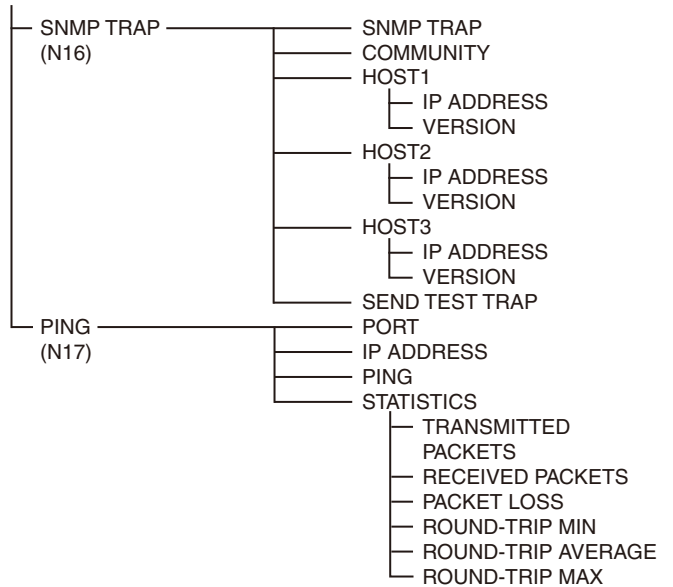 SNMP TRAP SNMP TRAP
(N16) COMMUNITY
HOST1
IP ADDRESS
VERSION
HOST2
IP ADDRESS
VERSION
HOST3
IP ADDRESS
VERSION
SEND TEST TRAP
PING PORT
(N17) IP ADDRESS
PING
STATISTICS
TRANSMITTED
PACKETS
RECEIVED PACKETS
PACKET LOSS
ROUND-TRIP MIN
ROUND-TRIP AVERAGE
ROUND-TRIP MAX